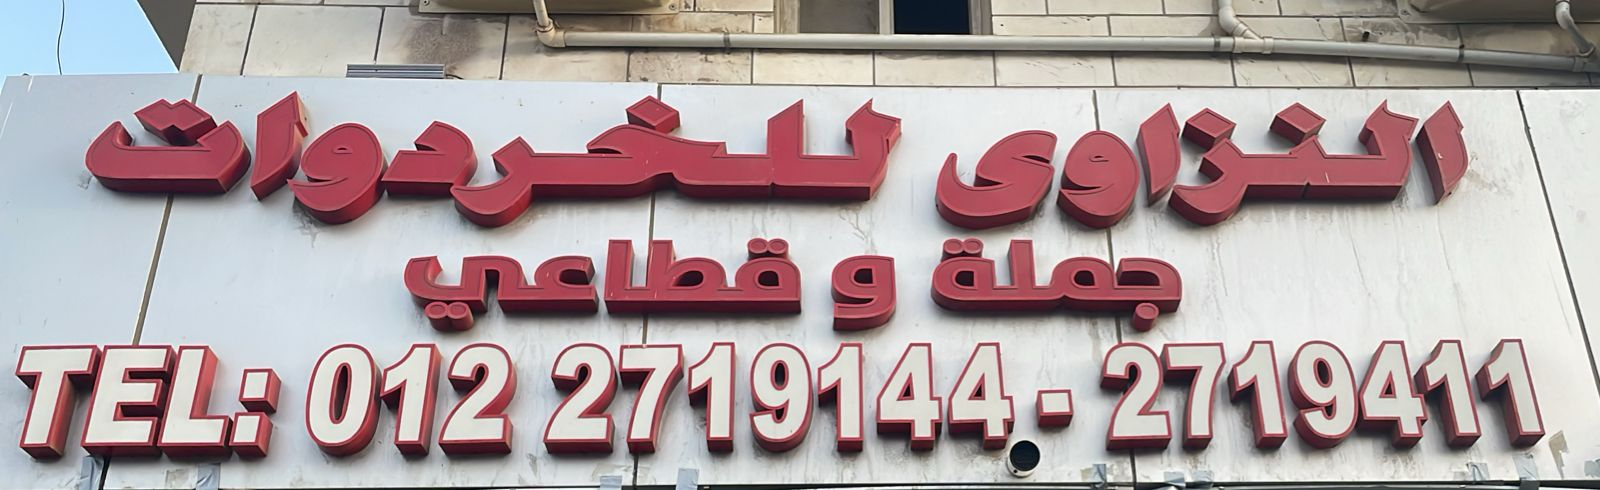 النزاوى للخردوات
جملة و قطاعي
TEL: 012 2719144 - 2719411